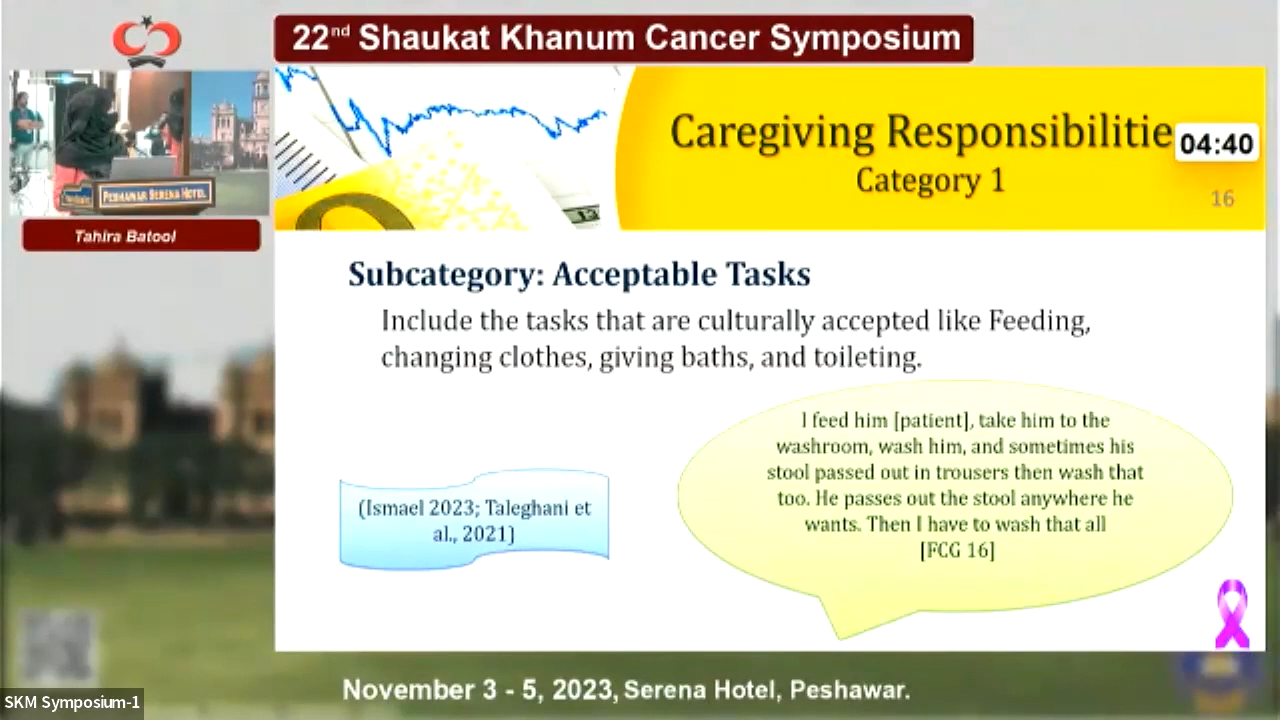 22nd Shaukat Khanum Cancer Symposium
Caregiving Responsibilitie
04:40
Category 1
16
PESHAWAR SERENA HOTEL
Tahira Batool
Subcategory: Acceptable Tasks
Include the tasks that are culturally accepted like Feeding,
changing clothes, giving baths, and toileting.
I feed him [patient], take him to the
washroom, wash him, and sometimes his
stool passed out in trousers then wash that
too. He passes out the stool anywhere he
wants. Then I have to wash that all
[FCG 16]
(Ismael 2023; Taleghani et
al., 2021)
November 3 - 5, 2023, Serena Hotel, Peshawar.
SKM Symposium-1